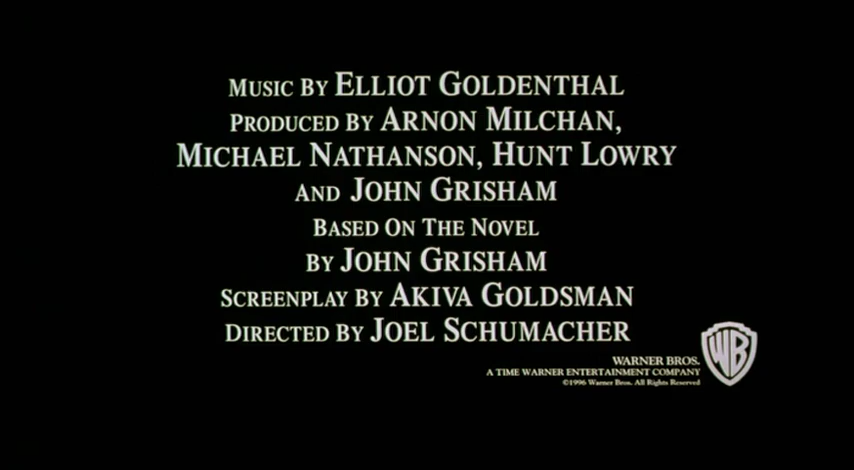 MUSIC BY ELLIOT GOLDENTHAL
PRODUCED BY ARNON MILCHAN,
MICHAEL NATHANSON, HUNT LOWRY
AND JOHN GRISHAM
BASED ON THE NOVEL
BY JOHN GRISHAM
SCREENPLAY BY AKIVA GOLDSMAN
DIRECTED BY JOEL SCHUMACHER
WB
WARNER BROS.
A TIME WARNER ENTERTAINMENT COMPANY
©1996 Warner Bros. All Rights Reserved